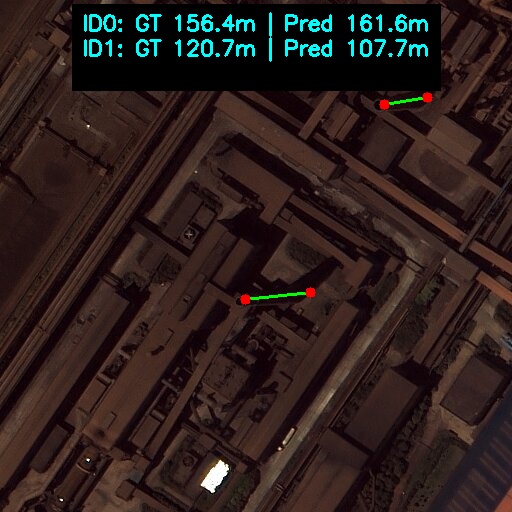 ID0: GT 156.4m | Pred 161.6m
ID1: GT 120.7m | Pred 107.7m